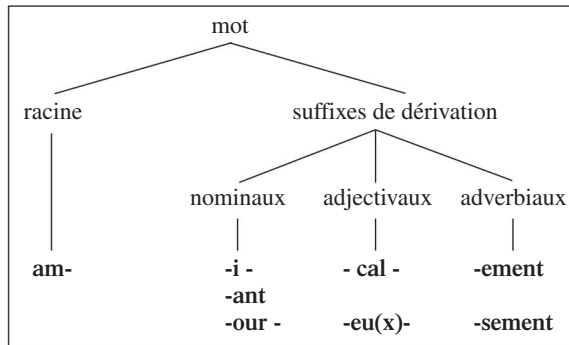 mot
racine suffixes de dérivation
nominaux adjectivaux adverbiaux
am- -i - - cal - -ement
-ant
-our - -eu(x)- -sement